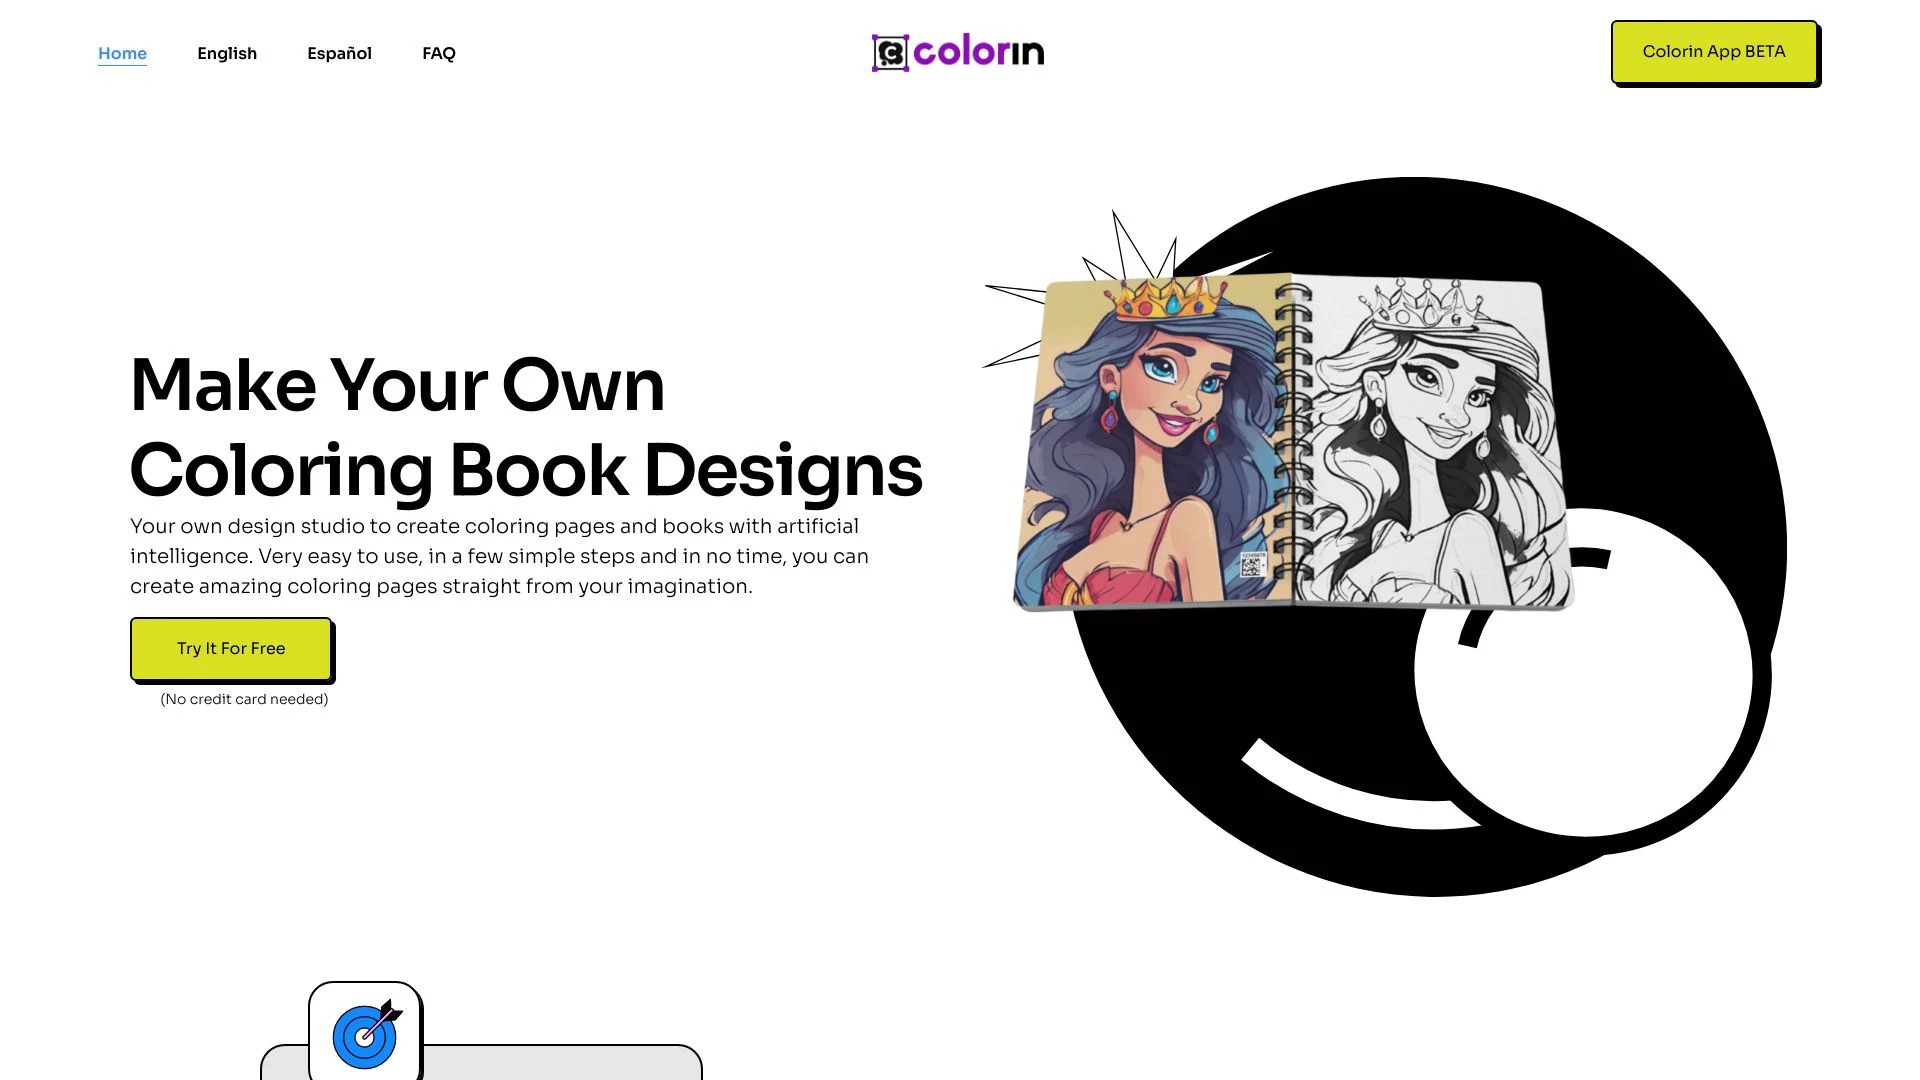 Home
English
Español
FAQ
colorin
Colorin App BETA
Make Your Own
Coloring Book Designs
Your own design studio to create coloring pages and books with artificial
intelligence. Very easy to use, in a few simple steps and in no time, you can
create amazing coloring pages straight from your imagination.
Try It For Free
(No credit card needed)
12345678